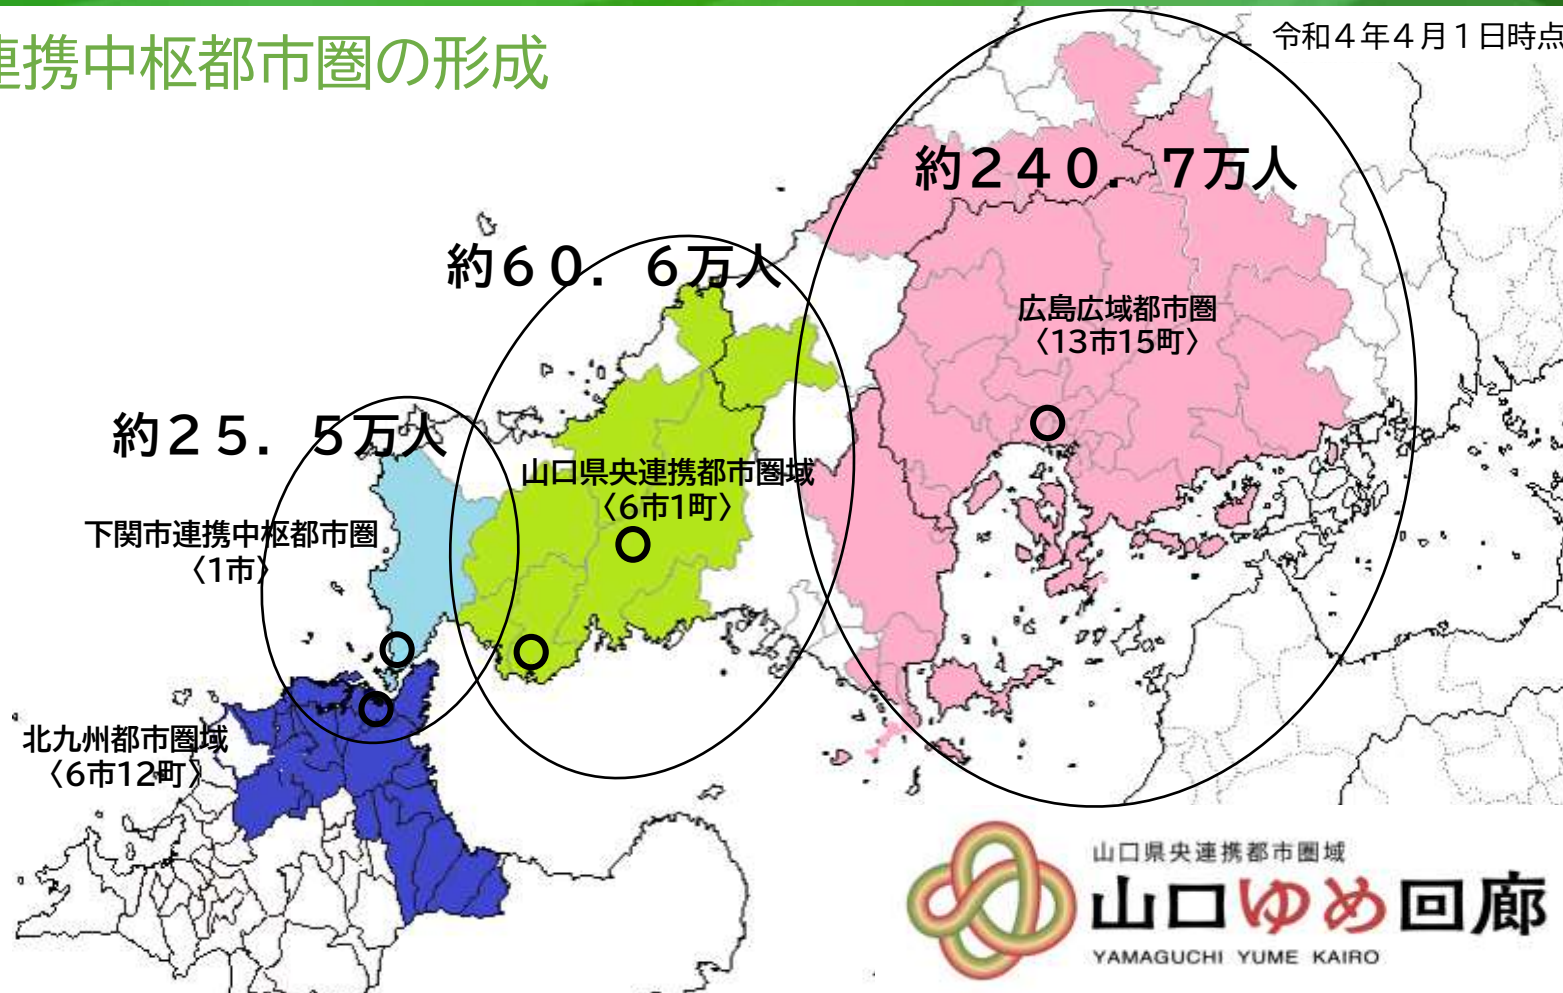 連携中枢都市圏の形成
令和４年４月１日時点
約２４０．７万人
約６０．６万人
広島広域都市圏
〈13市15町〉
約２５．５万人
山口県央連携都市圏域
〈6市1町〉
下関市連携中枢都市圏
〈1市〉
北九州都市圏域
〈6市12町〉
山口県央連携都市圏域
山口ゆめ回廊
YAMAGUCHI YUME KAIRO